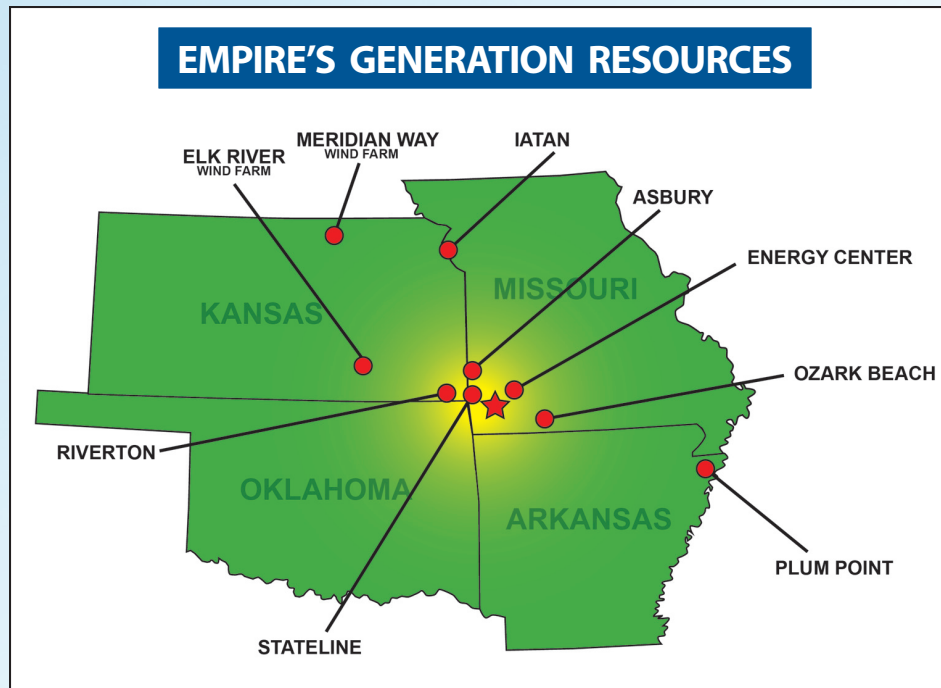 EMPIRE'S GENERATION RESOURCES
MERIDIAN WAY
WIND FARM
IATAN
ELK RIVER
WIND FARM
ASBURY
ENERGY CENTER
MISSOURI
KANSAS
OZARK BEACH
RIVERTON
OKLAHOMA
ARKANSAS
PLUM POINT
STATELINE